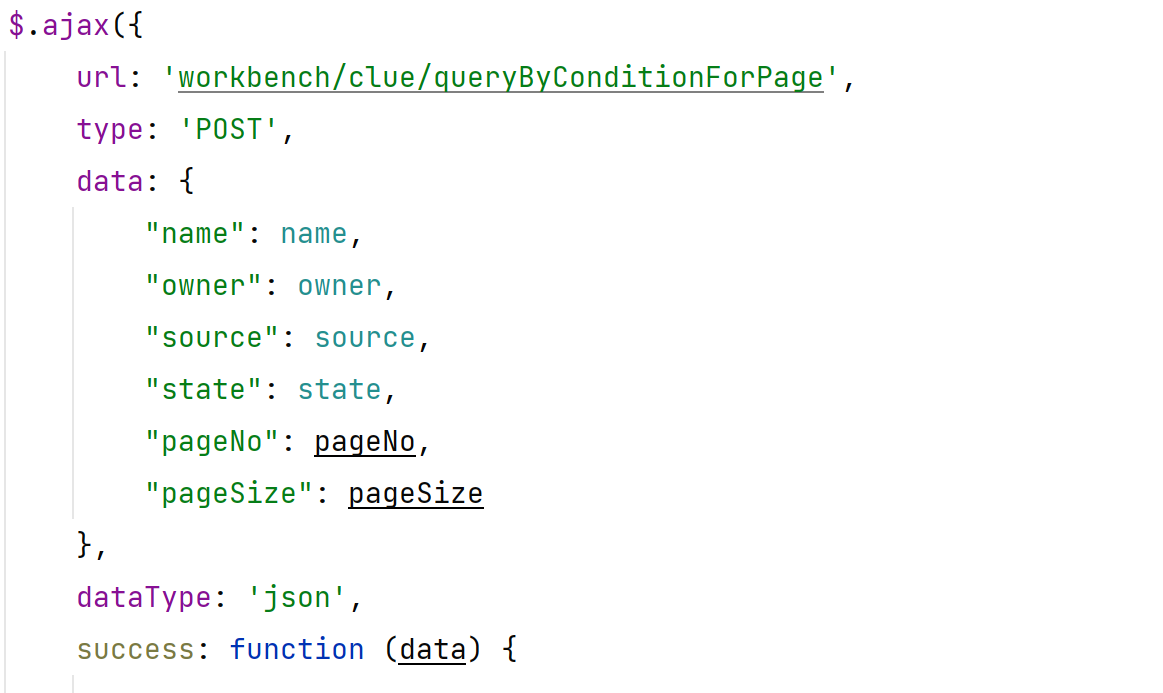 $.ajax({
    url: 'workbench/clue/queryByConditionForPage',
    type: 'POST',
    data: {
        "name": name,
        "owner": owner,
        "source": source,
        "state": state,
        "pageNo": pageNo,
        "pageSize": pageSize
    },
    dataType: 'json',
    success: function (data) {